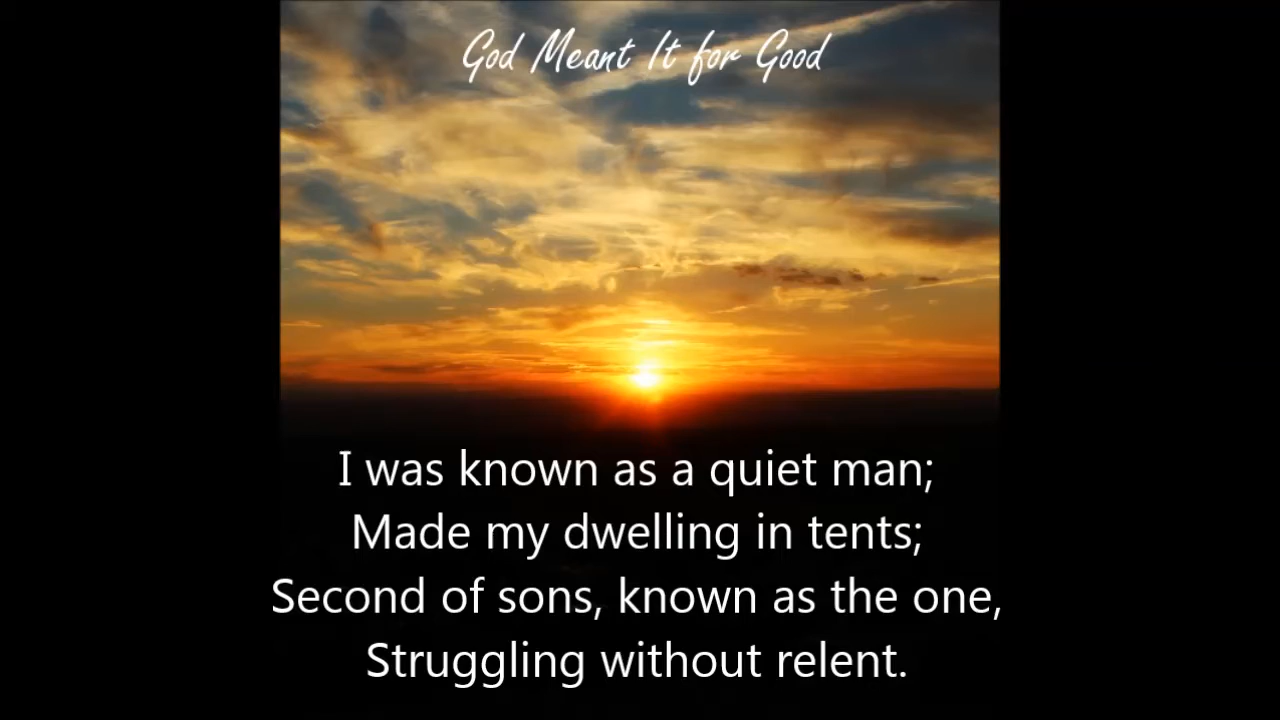 God Meant It for Good
I was known as a quiet man;
Made my dwelling in tents;
Second of sons, known as the one,
Struggling without relent.